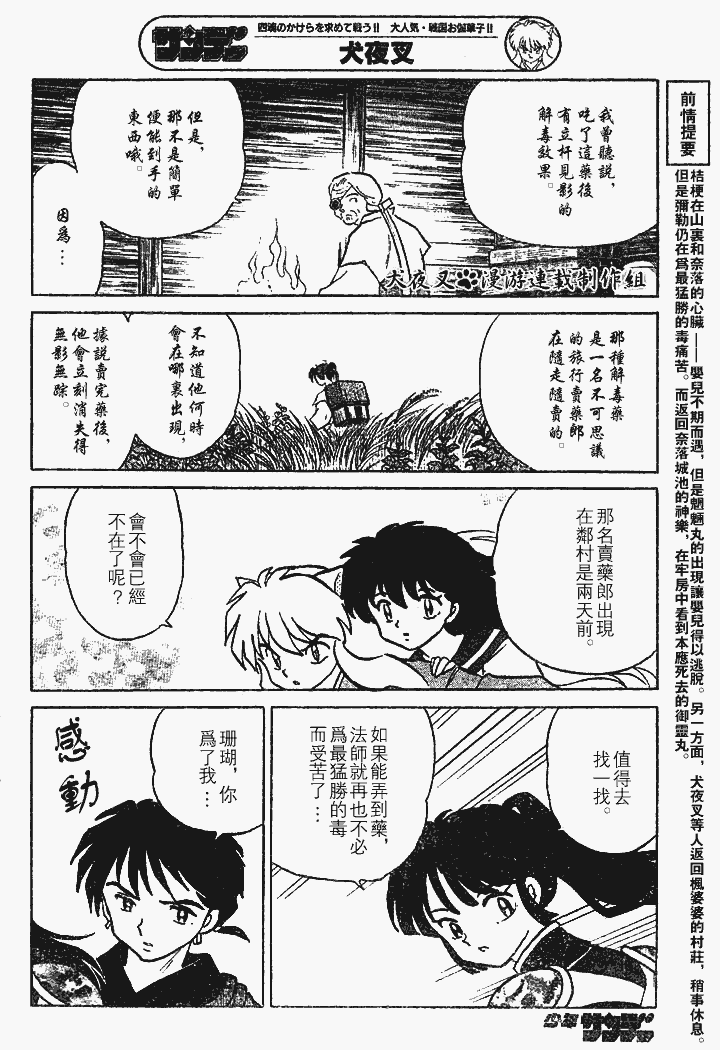 四魂のかけらを求めて戦う!! 大人気・戦国お伽草子!!
サンデー
犬夜叉
前情提要
桔梗在山裏和奈落的心臟——嬰兒不期而遇,但是魍魎丸的出現讓嬰兒得以逃脫。另一方面,犬夜叉等人返回楓婆婆的村莊,稍事休息。
但是彌勒仍在爲最猛勝的毒痛苦。而返回奈落城池的神樂,在牢房中看到本應死去的御靈丸。
我曾聽說,
吃了這藥後
有立杆見影的
解毒效果。
但是,
那不是簡單
便能到手的
東西哦。
因爲…
犬夜叉漫游連載制作組
那種解毒藥
是一名不可思議
的旅行賣藥郎
在隨走隨賣的。
不知道他何時
會在哪裏出現,
據說賣完藥後,
他會立刻消失得
無影無踪。
那名賣藥郎出現
在鄰村是兩天前。
會不會已經
不在了呢?
值得去
找一找。
如果能弄到藥,
法師就再也不必
爲最猛勝的毒
而受苦了…
珊瑚,你
爲了我…
感動
少年サンデー